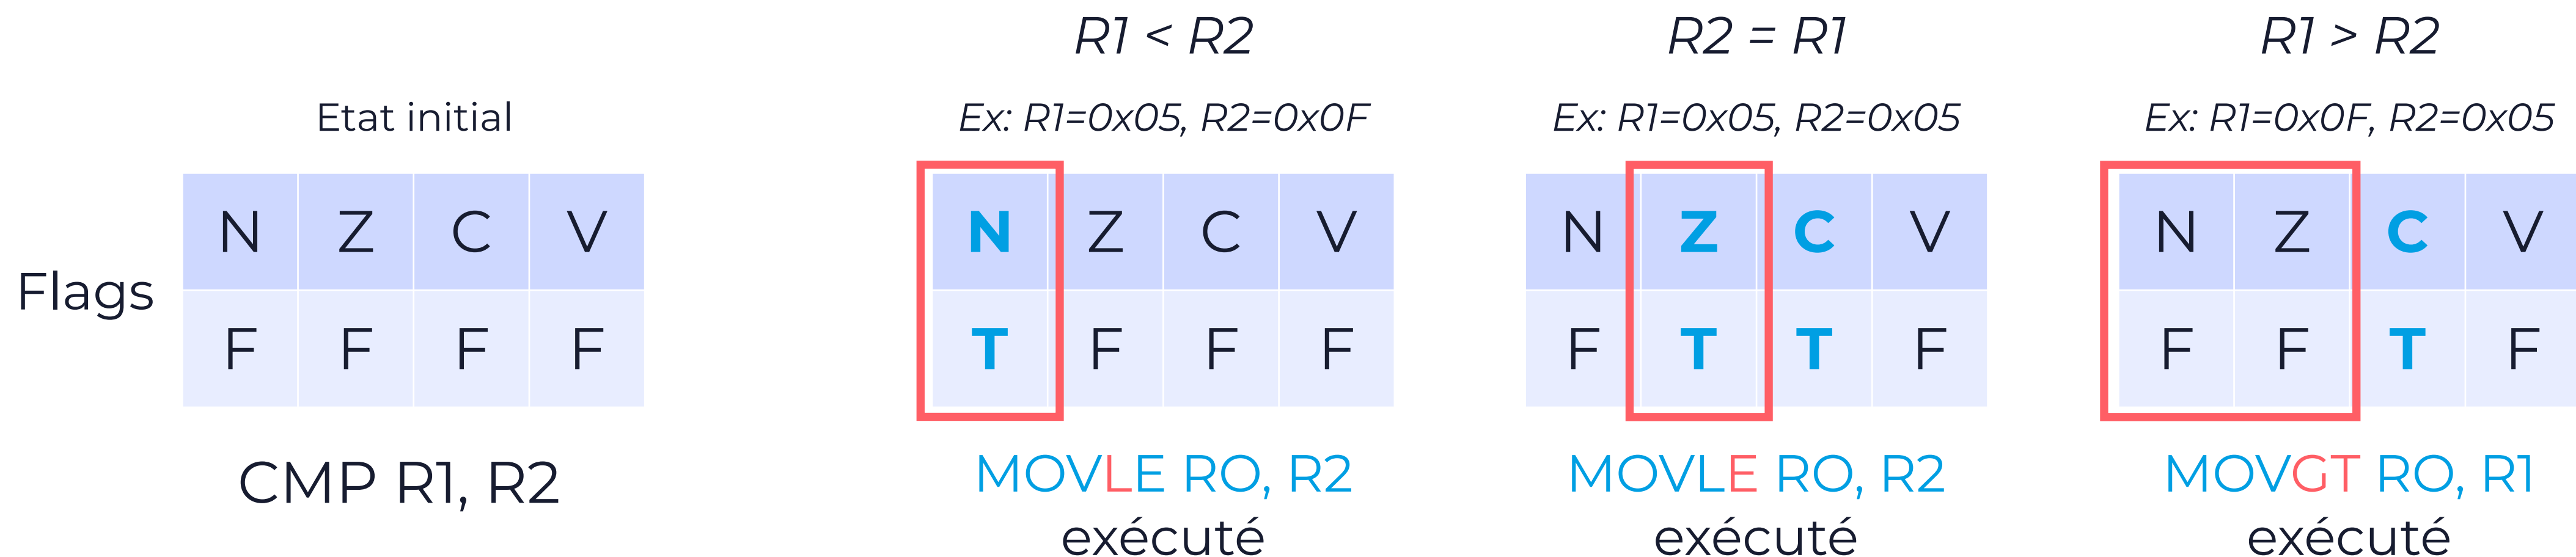 R1 < R2
R2 = R1
R1 > R2
Etat initial
Ex: R1=0x05, R2=0x0F
Ex: R1=0x05, R2=0x05
Ex: R1=0x0F, R2=0x05
Flags
N Z C V
F F F F
N Z C V
T F F F
N Z C V
F T T F
N Z C V
F F T F
CMP R1, R2
MOVLE RO, R2
exécuté
MOVLE RO, R2
exécuté
MOVGT RO, R1
exécuté